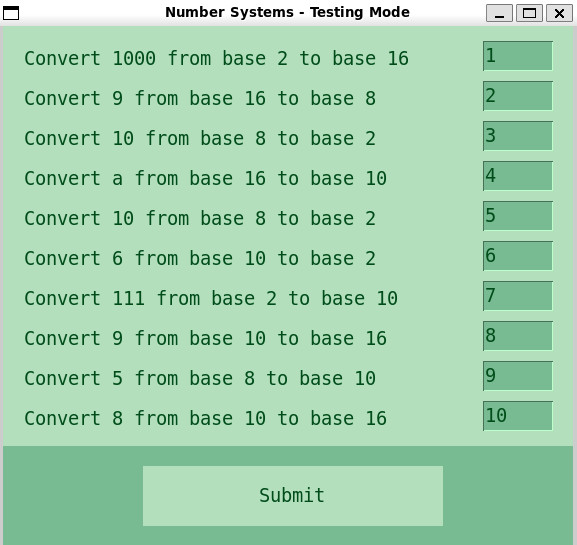 Number Systems - Testing Mode
Convert 1000 from base 2 to base 16 1
Convert 9 from base 16 to base 8 2
Convert 10 from base 8 to base 2 3
Convert a from base 16 to base 10 4
Convert 10 from base 8 to base 2 5
Convert 6 from base 10 to base 2 6
Convert 111 from base 2 to base 10 7
Convert 9 from base 10 to base 16 8
Convert 5 from base 8 to base 10 9
Convert 8 from base 10 to base 16 10
Submit